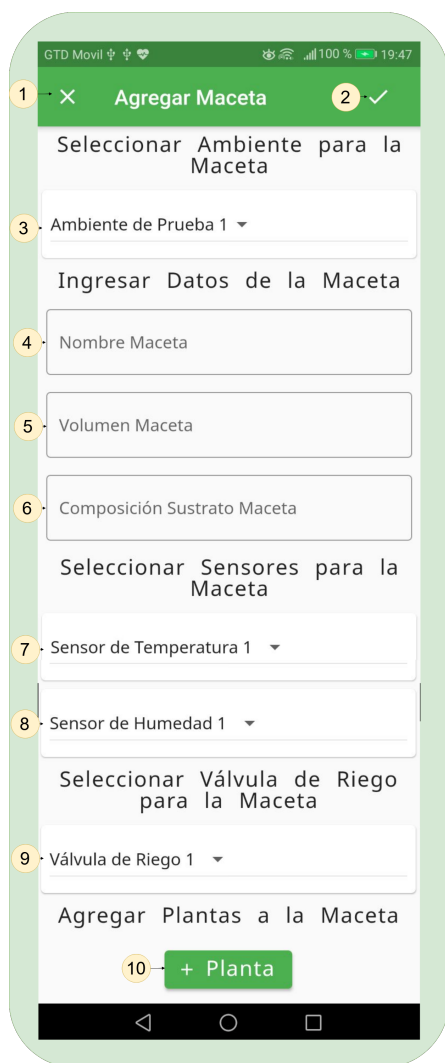 GTD Movil 100 % 19:47
1 Agregar Maceta 2
Seleccionar Ambiente para la
Maceta
3 Ambiente de Prueba 1
Ingresar Datos de la Maceta
4 Nombre Maceta
5 Volumen Maceta
6 Composición Sustrato Maceta
Seleccionar Sensores para la
Maceta
7 Sensor de Temperatura 1
8 Sensor de Humedad 1
Seleccionar Válvula de Riego
para la Maceta
9 Válvula de Riego 1
Agregar Plantas a la Maceta
10 + Planta